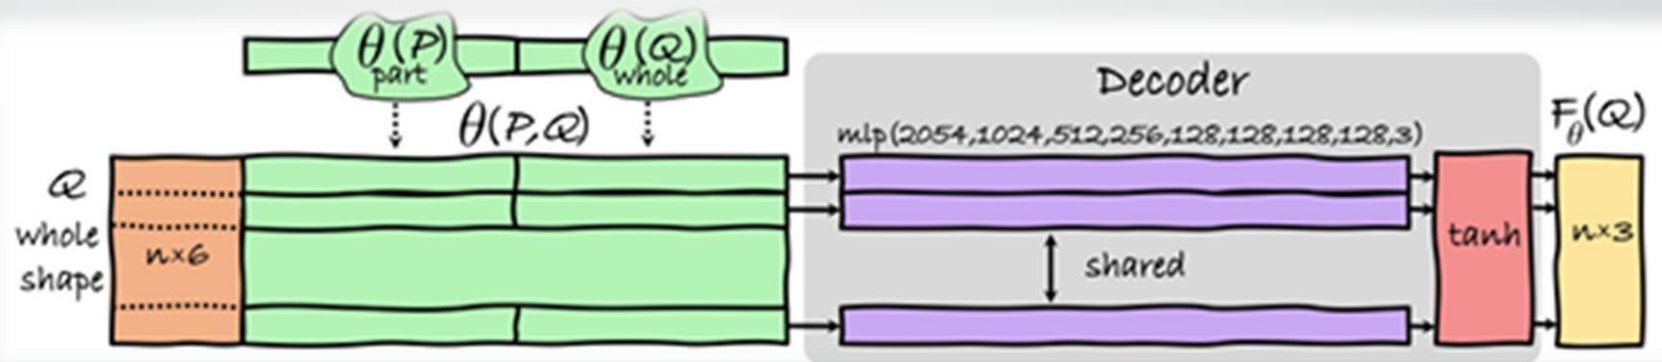 θ(P)
part
θ(Q)
whole
θ(P,Q)
Decoder
mlp(2054,1024,512,256,128,128,128,128,3)
F_θ(Q)
Q
whole
shape
n×6
shared
tanh
n×3